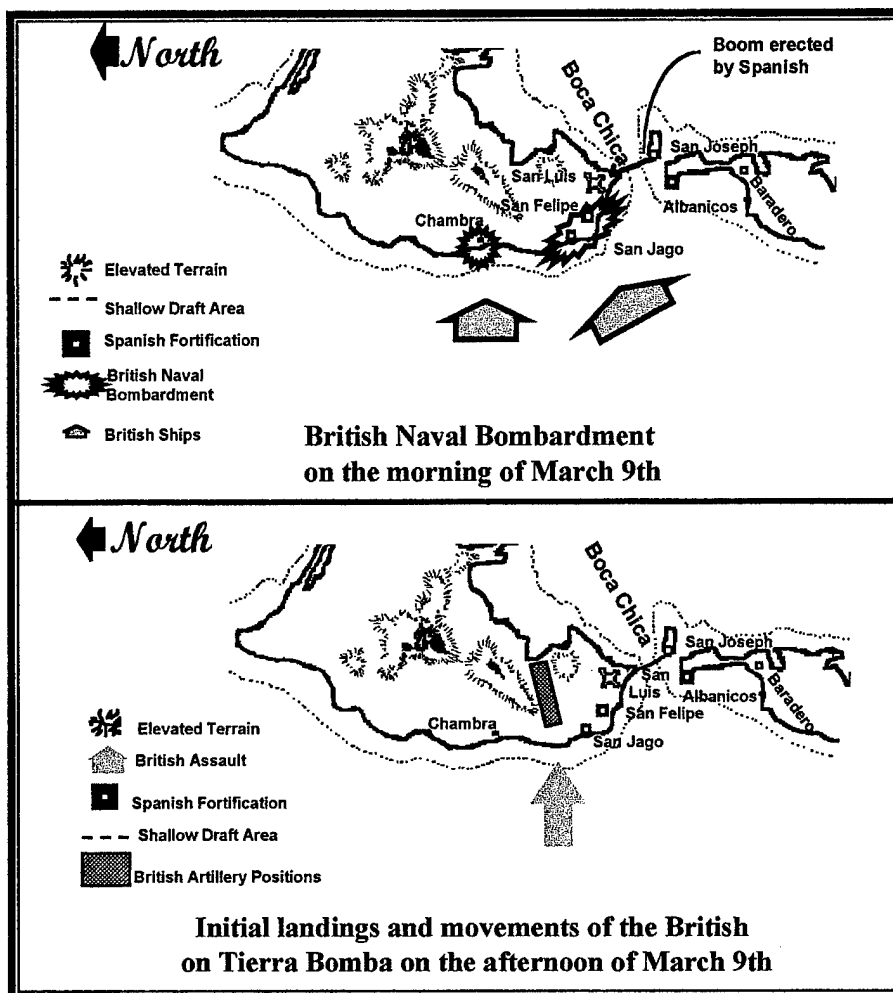 North
Boom erected
by Spanish
Boca Chica
San Joseph
San Luis
San Felipe
Albanicos
Baradero
Chambra
San Jago
Elevated Terrain
Shallow Draft Area
Spanish Fortification
British Naval
Bombardment
British Ships
British Naval Bombardment
on the morning of March 9th
North
Boca Chica
San Joseph
San
Luis
Albanicos
Baradero
San Felipe
Chambra
San Jago
Elevated Terrain
British Assault
Spanish Fortification
Shallow Draft Area
British Artillery Positions
Initial landings and movements of the British
on Tierra Bomba on the afternoon of March 9th